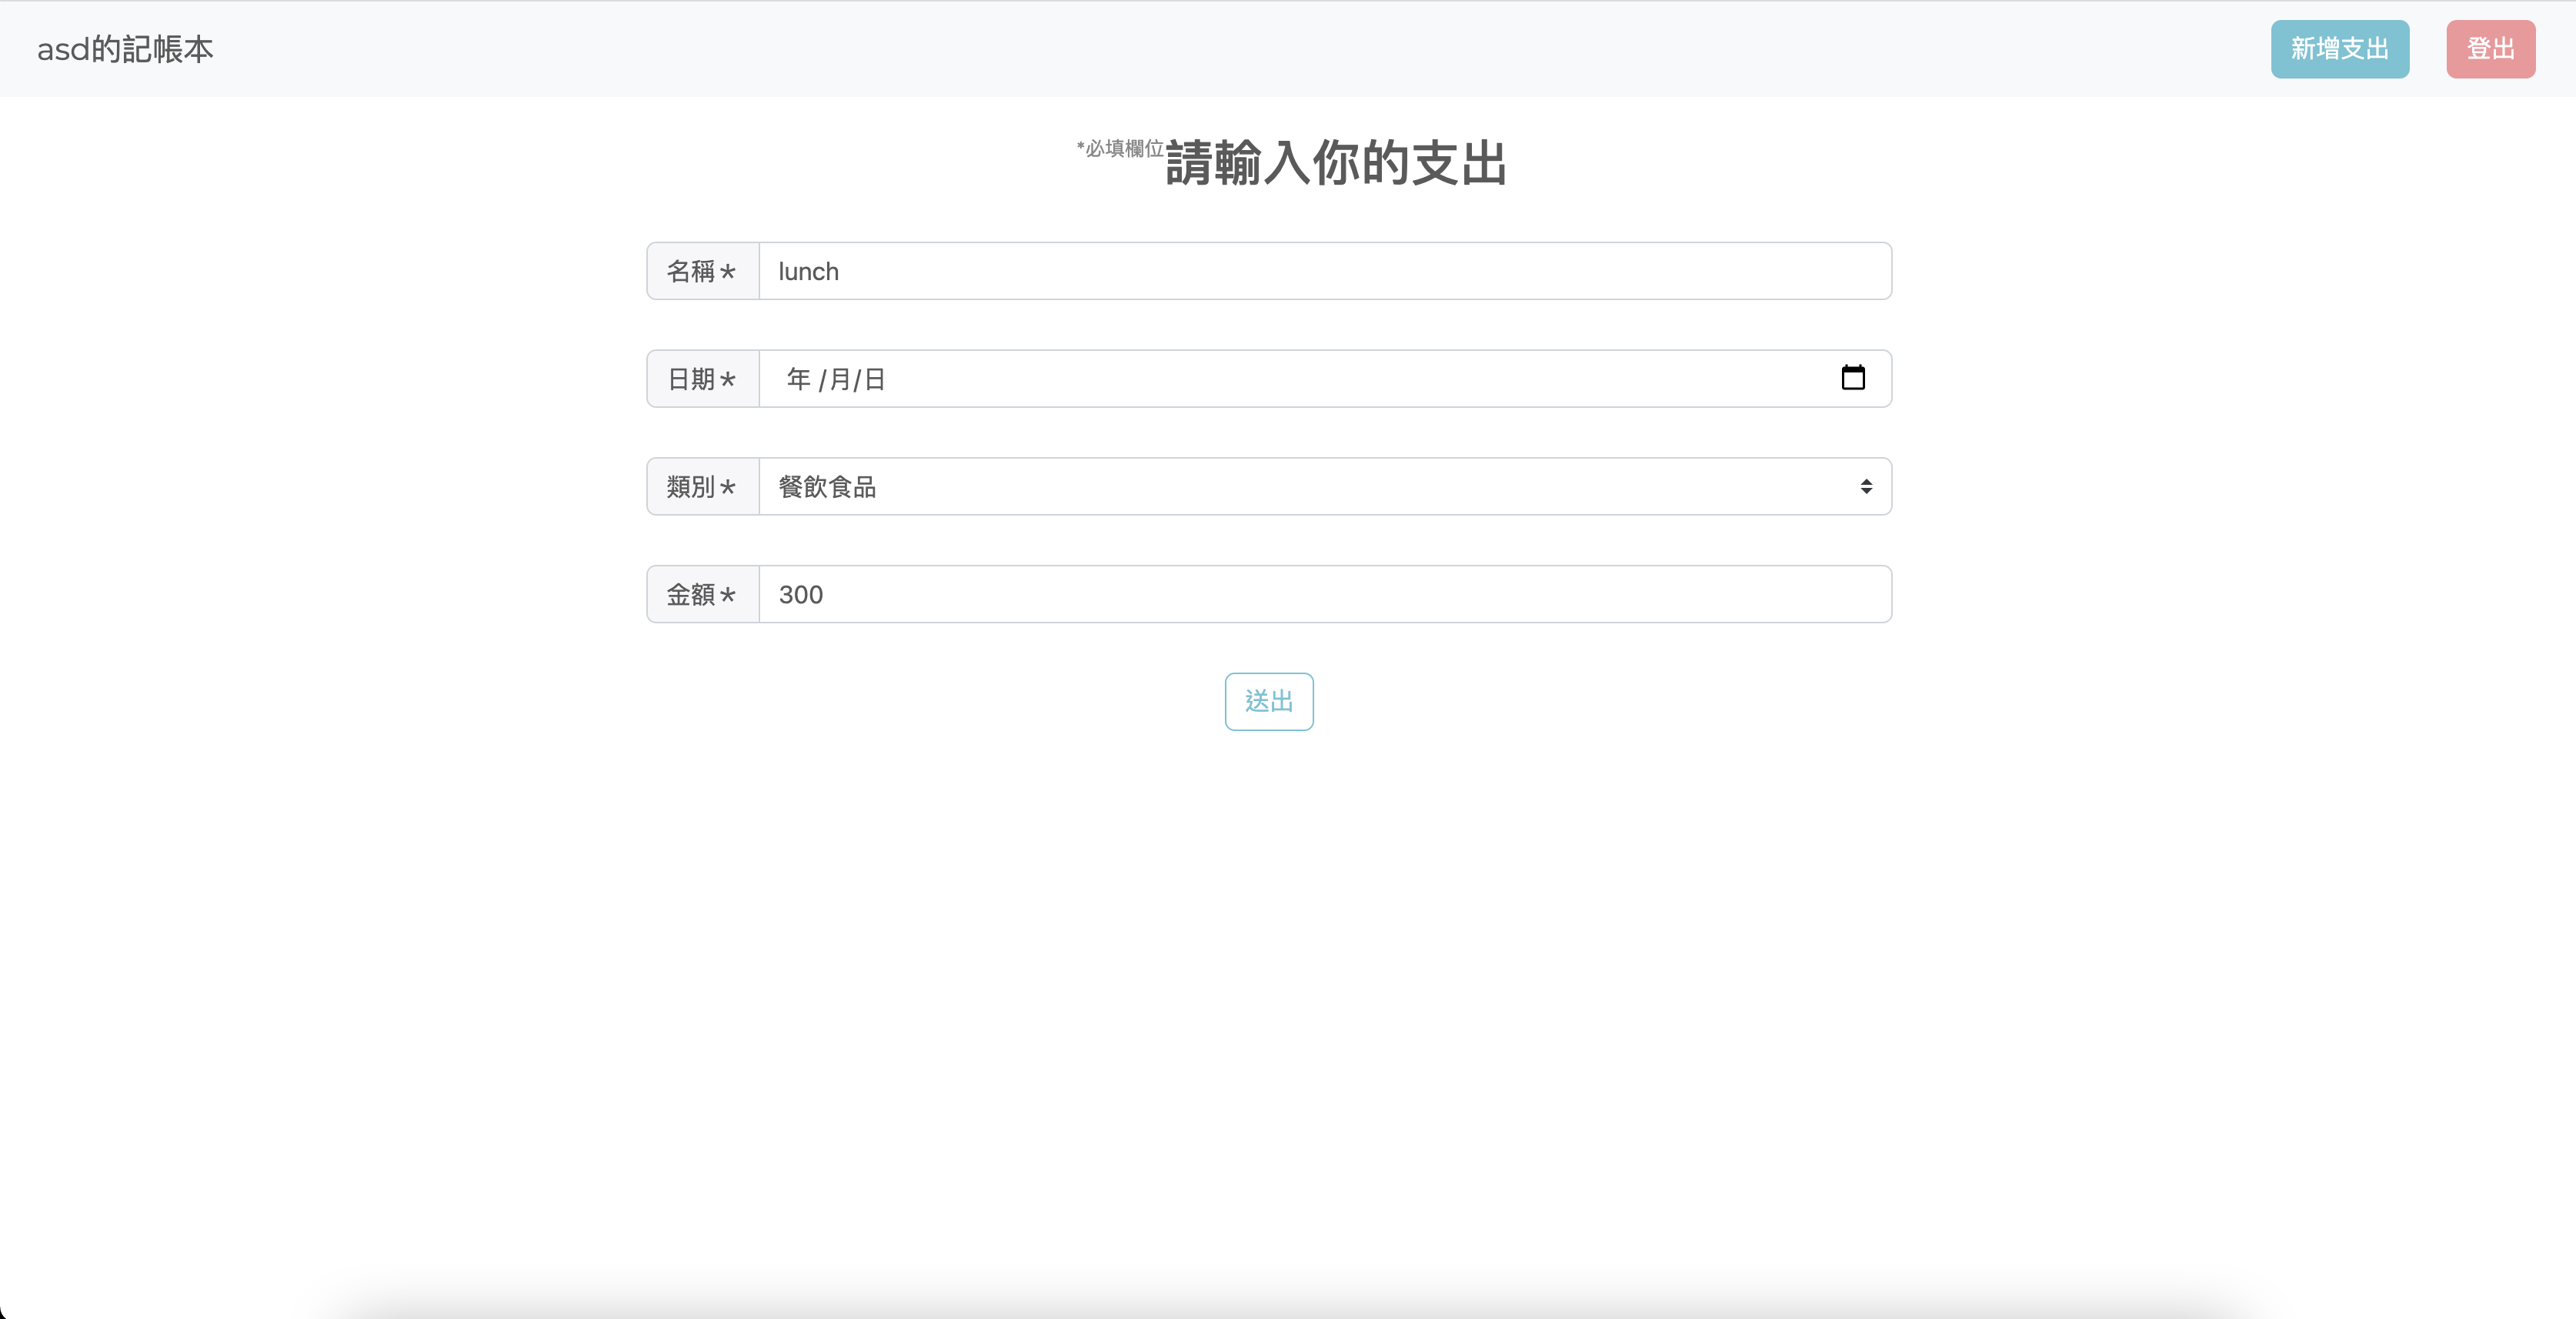 asd的記帳本
新增支出
登出
*必填欄位請輸入你的支出
名稱* lunch
日期* 年 /月/日
類別* 餐飲食品
金額* 300
送出